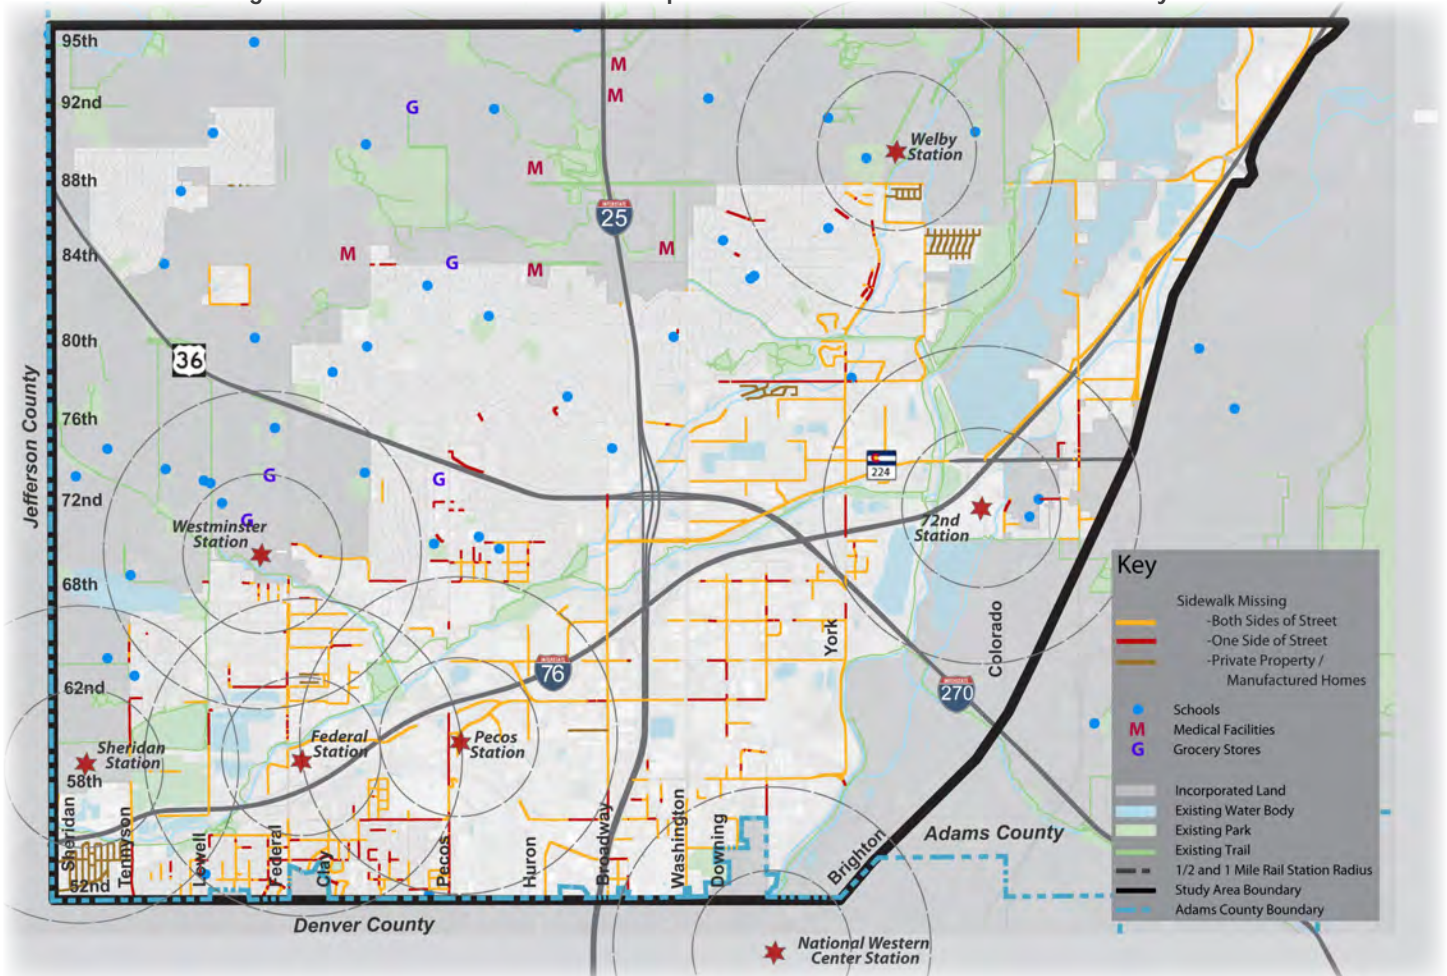 95th
92nd
88th
84th
80th
76th
72nd
68th
62nd
58th
52nd
Jefferson County
M
M
G
M
M
M
G
M
G
G
G
INTERSTATE
25
36
Welby
Station
224
Westminster
Station
72nd
Station
INTERSTATE
76
INTERSTATE
270
Sheridan
Station
Federal
Station
Pecos
Station
York
Colorado
Sheridan
Tennyson
Lowell
Federal
Clay
Pecos
Huron
Broadway
Washington
Downing
Brighton
Adams County
Denver County
National Western
Center Station
Key
Sidewalk Missing
-Both Sides of Street
-One Side of Street
-Private Property /
Manufactured Homes
Schools
M Medical Facilities
G Grocery Stores
Incorporated Land
Existing Water Body
Existing Park
Existing Trail
1/2 and 1 Mile Rail Station Radius
Study Area Boundary
Adams County Boundary